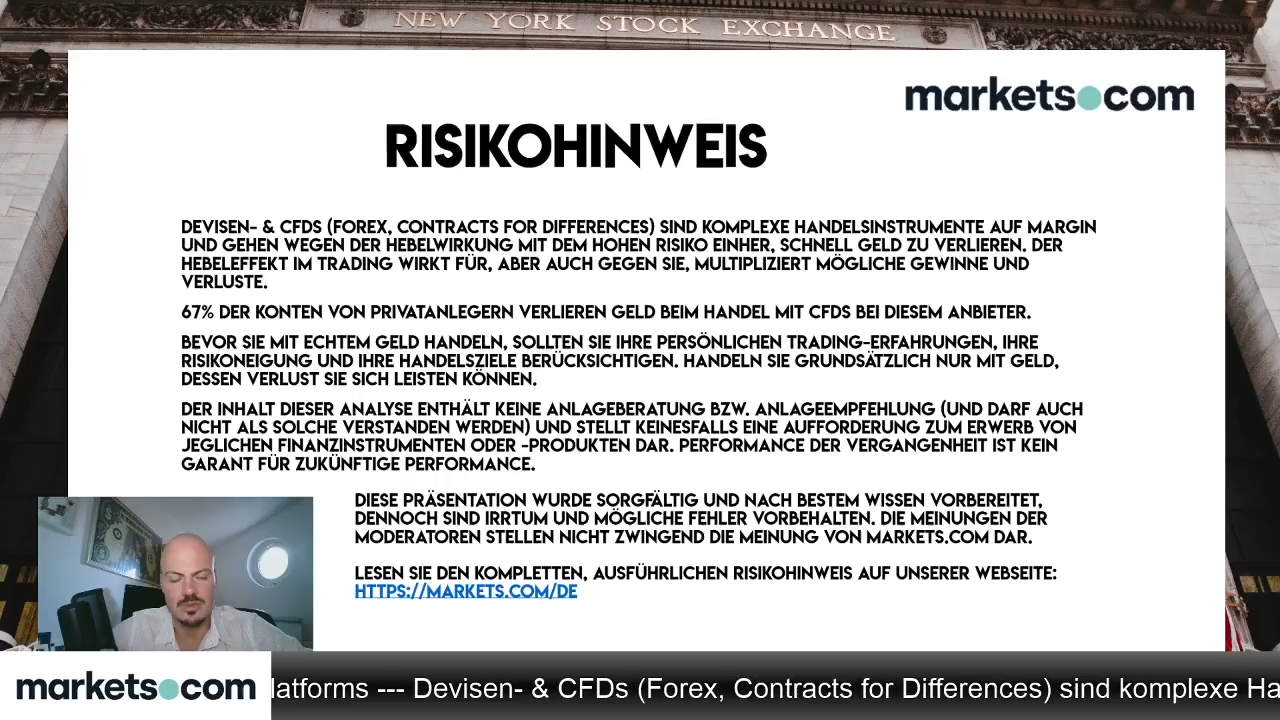 NEW YORK STOCK EXCHANGE
markets.com
RISIKOHINWEIS
DEVISEN- & CFDS (FOREX, CONTRACTS FOR DIFFERENCES) SIND KOMPLEXE HANDELSINSTRUMENTE AUF MARGIN
UND GEHEN WEGEN DER HEBELWIRKUNG MIT DEM HOHEN RISIKO EINHER, SCHNELL GELD ZU VERLIEREN. DER
HEBELEFFEKT IM TRADING WIRKT FÜR, ABER AUCH GEGEN SIE, MULTIPLIZIERT MÖGLICHE GEWINNE UND
VERLUSTE.
67% DER KONTEN VON PRIVATANLEGERN VERLIEREN GELD BEIM HANDEL MIT CFDS BEI DIESEM ANBIETER.
BEVOR SIE MIT ECHTEM GELD HANDELN, SOLLTEN SIE IHRE PERSÖNLICHEN TRADING-ERFAHRUNGEN, IHRE
RISIKONEIGUNG UND IHRE HANDELSZIELE BERÜCKSICHTIGEN. HANDELN SIE GRUNDSÄTZLICH NUR MIT GELD,
DESSEN VERLUST SIE SICH LEISTEN KÖNNEN.
DER INHALT DIESER ANALYSE ENTHÄLT KEINE ANLAGEBERATUNG BZW. ANLAGEEMPFEHLUNG (UND DARF AUCH
NICHT ALS SOLCHE VERSTANDEN WERDEN) UND STELLT KEINESFALLS EINE AUFFORDERUNG ZUM ERWERB VON
JEGLICHEN FINANZINSTRUMENTEN ODER -PRODUKTEN DAR. PERFORMANCE DER VERGANGENHEIT IST KEIN
GARANT FÜR ZUKÜNFTIGE PERFORMANCE.
DIESE PRÄSENTATION WURDE SORGFÄLTIG UND NACH BESTEM WISSEN VORBEREITET,
DENNOCH SIND IRRTUM UND MÖGLICHE FEHLER VORBEHALTEN. DIE MEINUNGEN DER
MODERATOREN STELLEN NICHT ZWINGEND DIE MEINUNG VON MARKETS.COM DAR.
LESEN SIE DEN KOMPLETTEN, AUSFÜHRLICHEN RISIKOHINWEIS AUF UNSERER WEBSEITE:
HTTPS://MARKETS.COM/DE
markets.com
latforms --- Devisen- & CFDs (Forex, Contracts for Differences) sind komplexe Ha